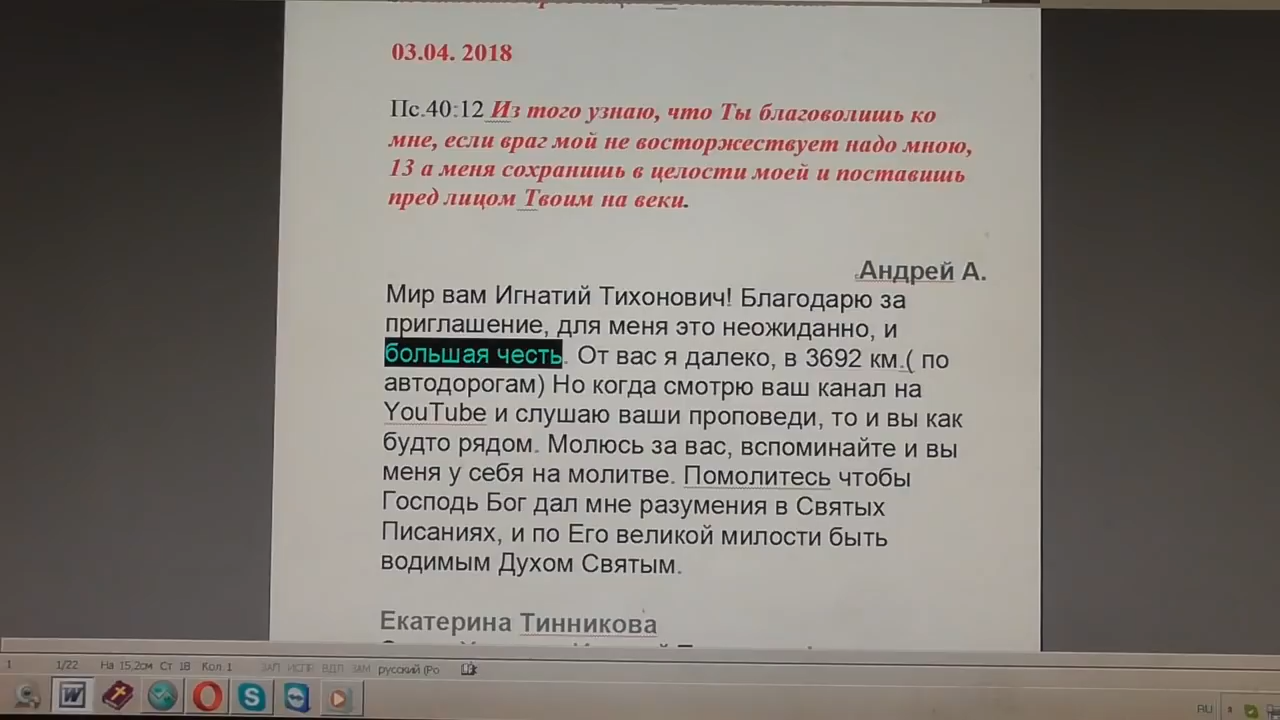 03.04. 2018
Пс.40:12 Из того узнаю, что Ты благоволишь ко
мне, если враг мой не восторжествует надо мною,
13 а меня сохранишь в целости моей и поставишь
пред лицом Твоим на веки.
Андрей А.
Мир вам Игнатий Тихонович! Благодарю за
приглашение, для меня это неожиданно, и
большая честь. От вас я далеко, в 3692 км.( по
автодорогам) Но когда смотрю ваш канал на
YouTube и слушаю ваши проповеди, то и вы как
будто рядом. Молюсь за вас, вспоминайте и вы
меня у себя на молитве. Помолитесь чтобы
Господь Бог дал мне разумения в Святых
Писаниях, и по Его великой милости быть
водимым Духом Святым.
Екатерина Тинникова
1 1/22 На 15,2см Ст 18 Кол 1 ЗАП ИСПР ВДЛ ЗАМ русский (Ро
RU